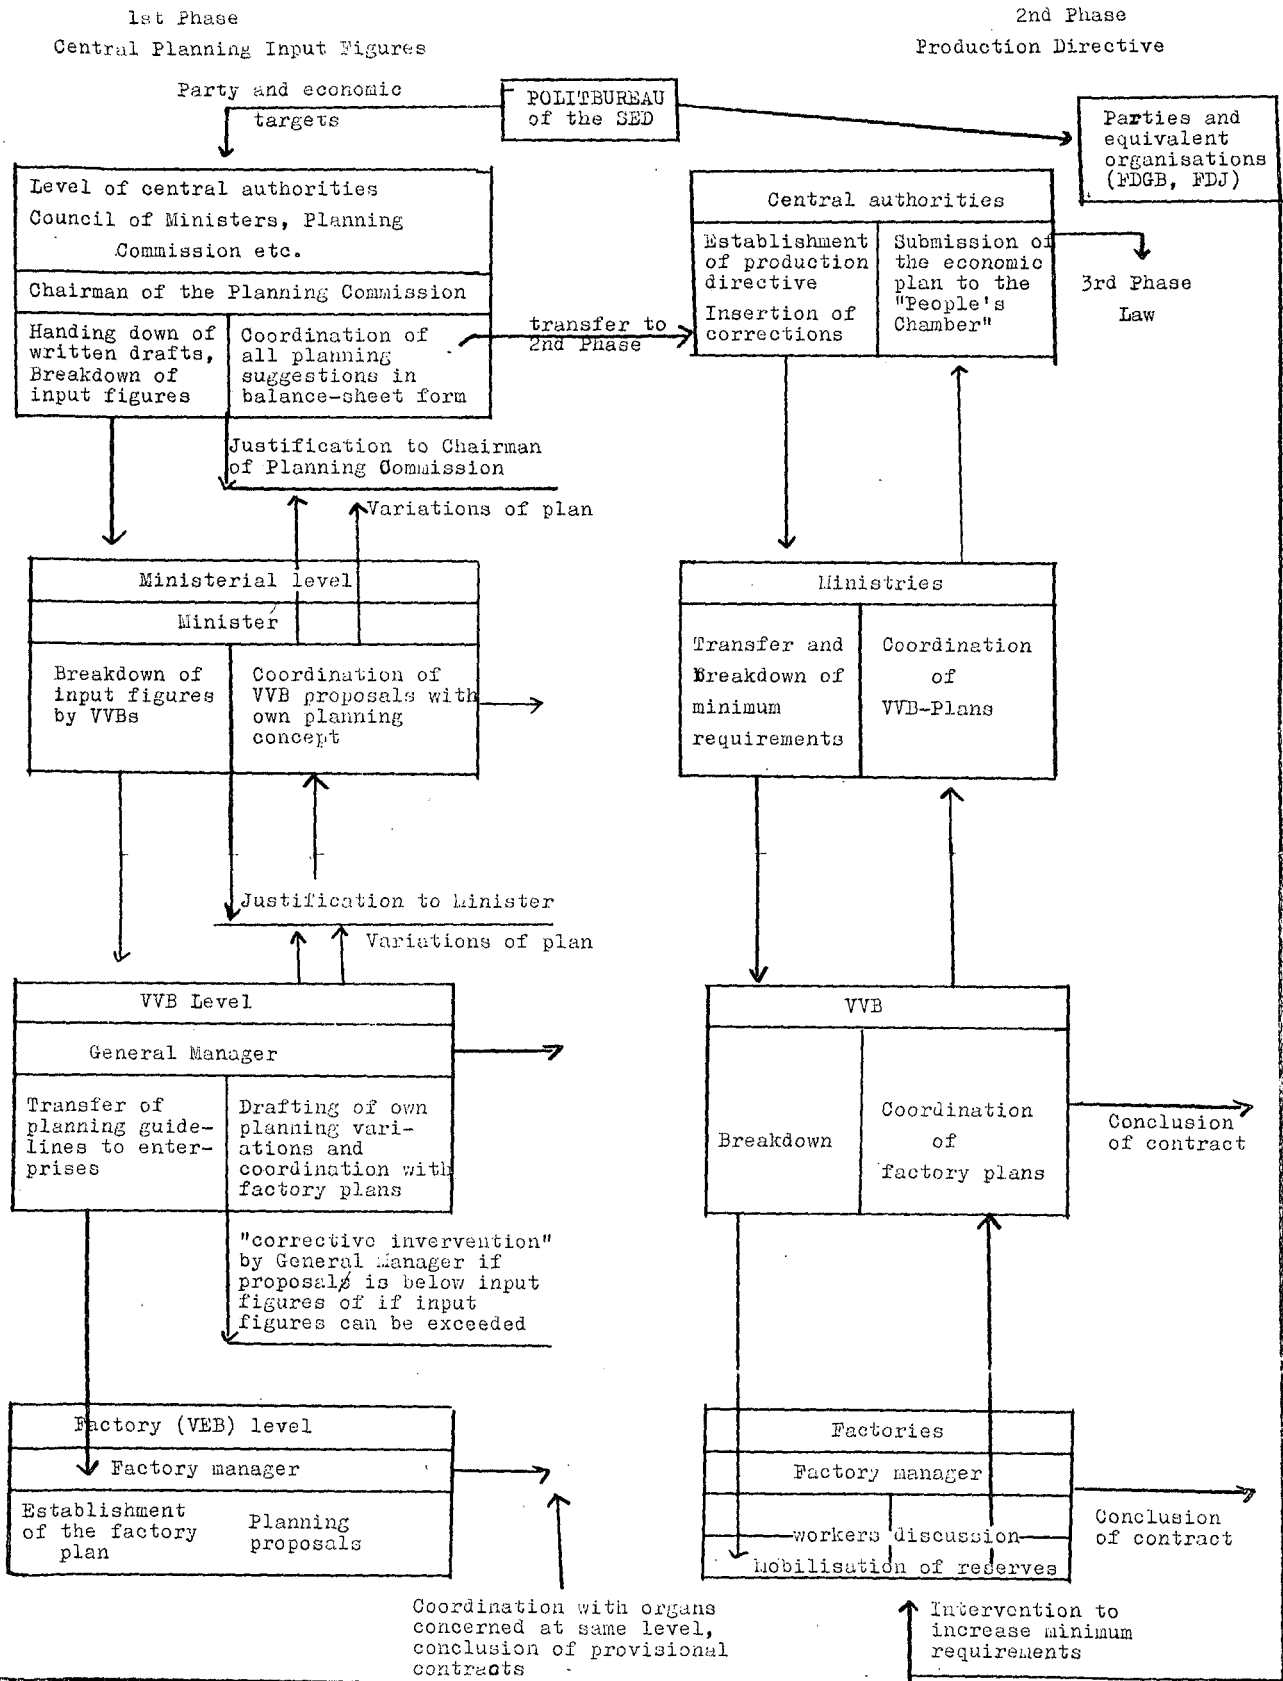 1st Phase
Central Planning Input Figures
2nd Phase
Production Directive
Party and economic
targets
POLITBUREAU
of the SED
Parties and
equivalent
organisations
(FDGB, FDJ)
Level of central authorities
Council of Ministers, Planning
Commission etc.
Chairman of the Planning Commission
Handing down of
written drafts,
Breakdown of
input figures
Coordination of
all planning
suggestions in
balance-sheet form
transfer to
2nd Phase
Central authorities
Establishment
of production
directive
Insertion of
corrections
Submission of
the economic
plan to the
"People's
Chamber"
3rd Phase
Law
Justification to Chairman
of Planning Commission
Variations of plan
Ministerial level
Minister
Breakdown of
input figures
by VVBs
Coordination of
VVB proposals with
own planning
concept
Ministries
Transfer and
Breakdown of
minimum
requirements
Coordination
of
VVB-Plans
Justification to Minister
Variations of plan
VVB Level
General Manager
Transfer of
planning guide-
lines to enter-
prises
Drafting of own
planning vari-
ations and
coordination with
factory plans
VVB
Breakdown
Coordination
of
factory plans
Conclusion
of contract
"corrective invervention"
by General Manager if
proposals is below input
figures of if input
figures can be exceeded
Factory (VEB) level
Factory manager
Establishment
of the factory
plan
Planning
proposals
Factories
Factory manager
workers discussion
Mobilisation of reserves
Conclusion
of contract
Coordination with organs
concerned at same level,
conclusion of provisional
contracts
Intervention to
increase minimum
requirements